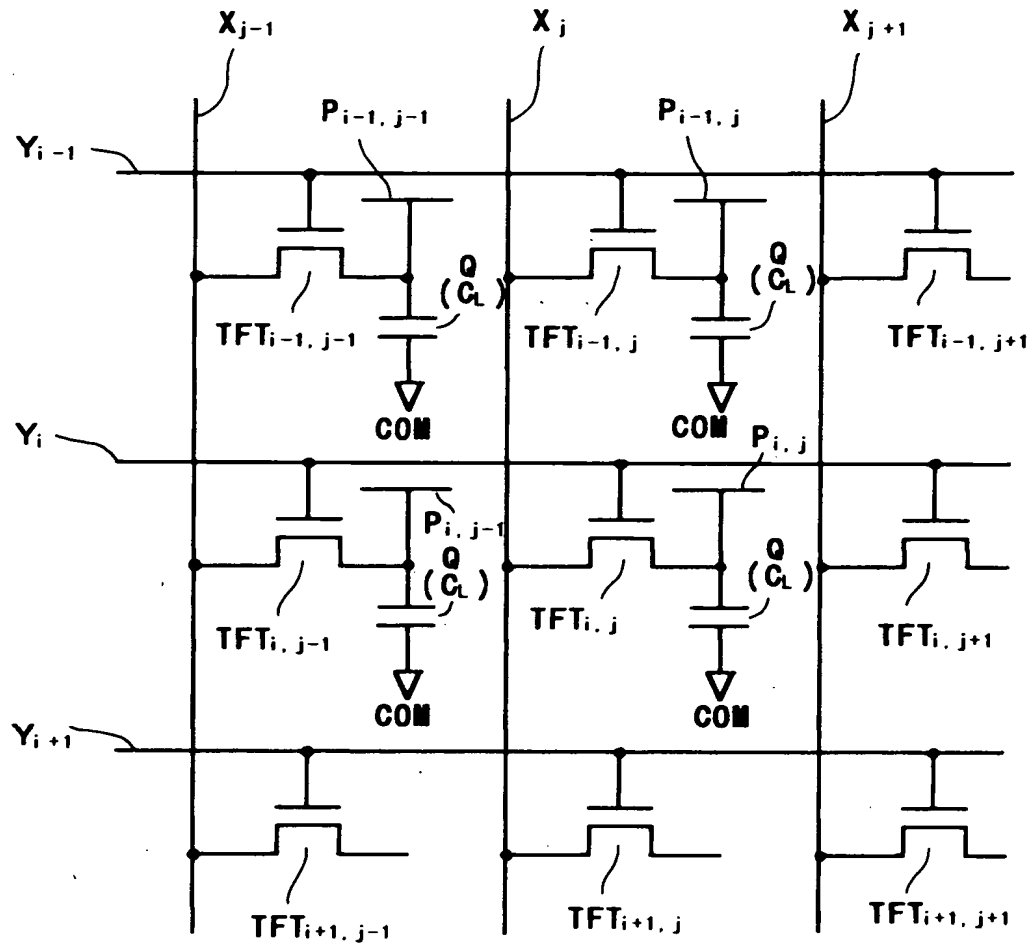 X j-1
X j
X j+1
P i-1, j-1
P i-1, j
Y i-1
Q
(CL)
Q
(CL)
TFT i-1, j-1
TFT i-1, j
TFT i-1, j+1
COM
COM
Y i
P i, j
P i, j-1
Q
(CL)
Q
(CL)
TFT i, j-1
TFT i, j
TFT i, j+1
COM
COM
Y i+1
TFT i+1, j-1
TFT i+1, j
TFT i+1, j+1